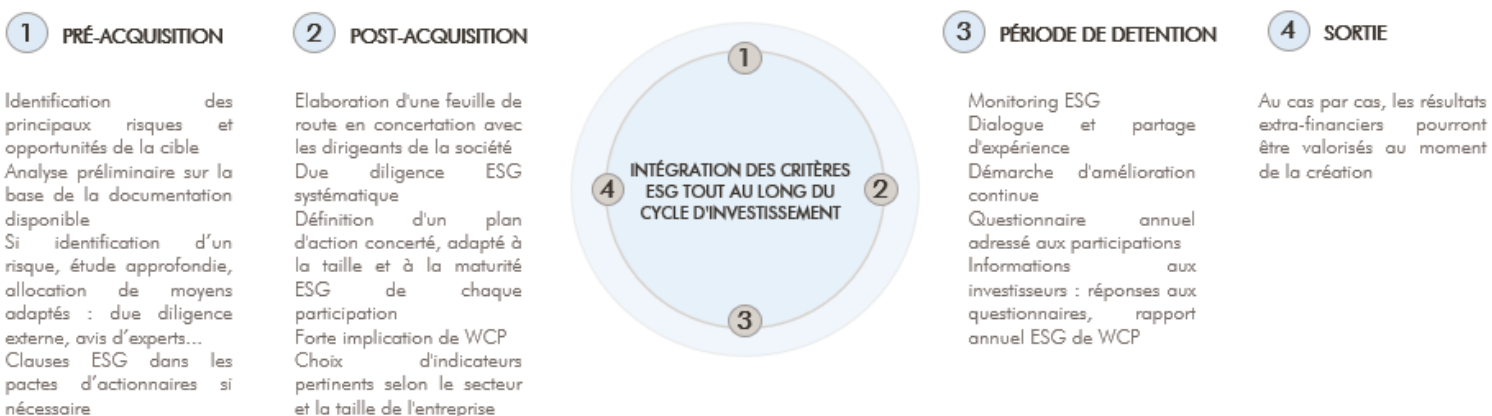 1 PRÉ-ACQUISITION
Identification des
principaux risques et
opportunités de la cible
Analyse préliminaire sur la
base de la documentation
disponible
Si identification d'un
risque, étude approfondie,
allocation de moyens
adaptés : due diligence
externe, avis d'experts...
Clauses ESG dans les
pactes d'actionnaires si
nécessaire
2 POST-ACQUISITION
Elaboration d'une feuille de
route en concertation avec
les dirigeants de la société
Due diligence ESG
systématique
Définition d'un plan
d'action concerté, adapté à
la taille et à la maturité
ESG de chaque
participation
Forte implication de WCP
Choix d'indicateurs
pertinents selon le secteur
et la taille de l'entreprise
1
INTÉGRATION DES CRITÈRES
4 ESG TOUT AU LONG DU 2
CYCLE D'INVESTISSEMENT
3
3 PÉRIODE DE DETENTION
Monitoring ESG
Dialogue et partage
d'expérience
Démarche d'amélioration
continue
Questionnaire annuel
adressé aux participations
Informations aux
investisseurs : réponses aux
questionnaires, rapport
annuel ESG de WCP
4 SORTIE
Au cas par cas, les résultats
extra-financiers pourront
être valorisés au moment
de la création